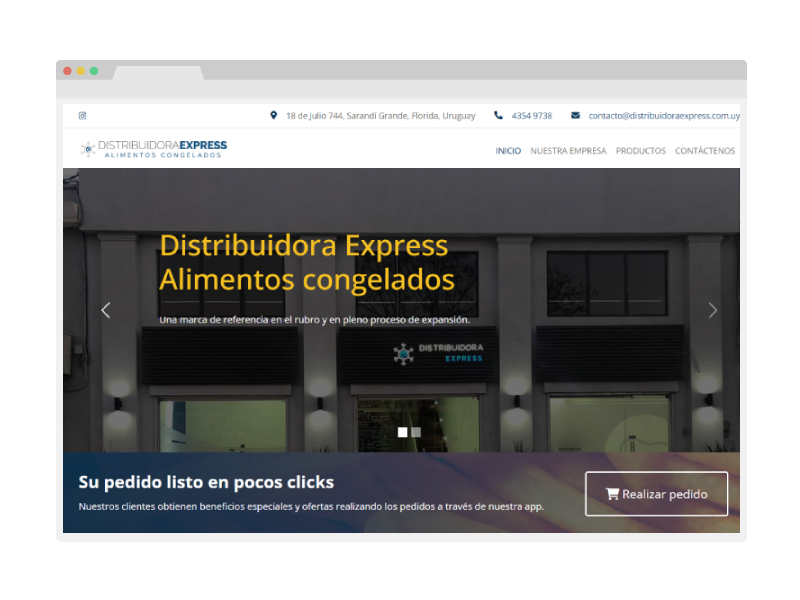 18 de Julio 744, Sarandí Grande, Florida, Uruguay 4354 9738 contacto@distribuidoraexpress.com.uy
DISTRIBUIDORAEXPRESS
ALIMENTOS CONGELADOS
INICIO NUESTRA EMPRESA PRODUCTOS CONTÁCTENOS
Distribuidora Express
Alimentos congelados
Una marca de referencia en el rubro y en pleno proceso de expansión.
DISTRIBUIDORA
EXPRESS
Su pedido listo en pocos clicks
Nuestros clientes obtienen beneficios especiales y ofertas realizando los pedidos a través de nuestra app.
Realizar pedido